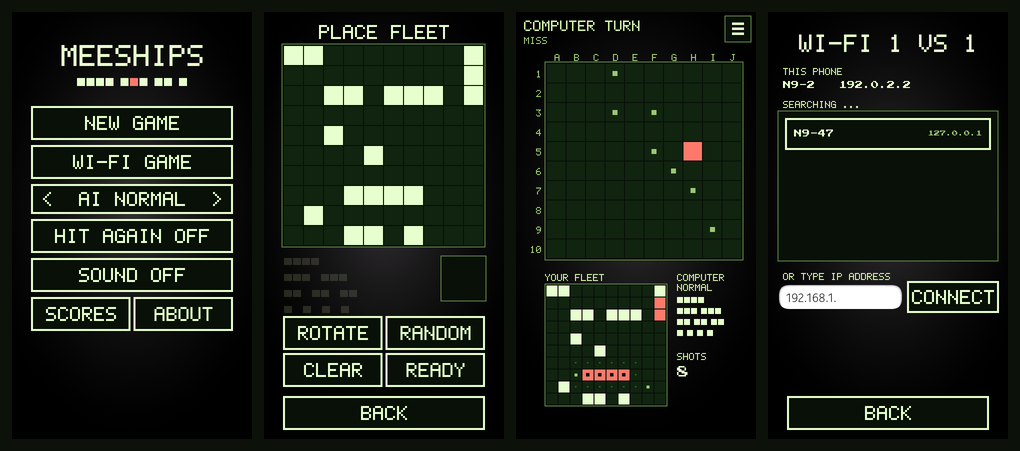 MEESHIPS
NEW GAME
WI-FI GAME
< AI NORMAL >
HIT AGAIN OFF
SOUND OFF
SCORES ABOUT
PLACE FLEET
ROTATE RANDOM
CLEAR READY
BACK
COMPUTER TURN
MISS
A B C D E F G H I J
1
2
3
4
5
6
7
8
9
10
YOUR FLEET
COMPUTER
NORMAL
SHOTS
8
WI-FI 1 VS 1
THIS PHONE
N9-2 192.0.2.2
SEARCHING ...
N9-47 127.0.0.1
OR TYPE IP ADDRESS
192.168.1. CONNECT
BACK